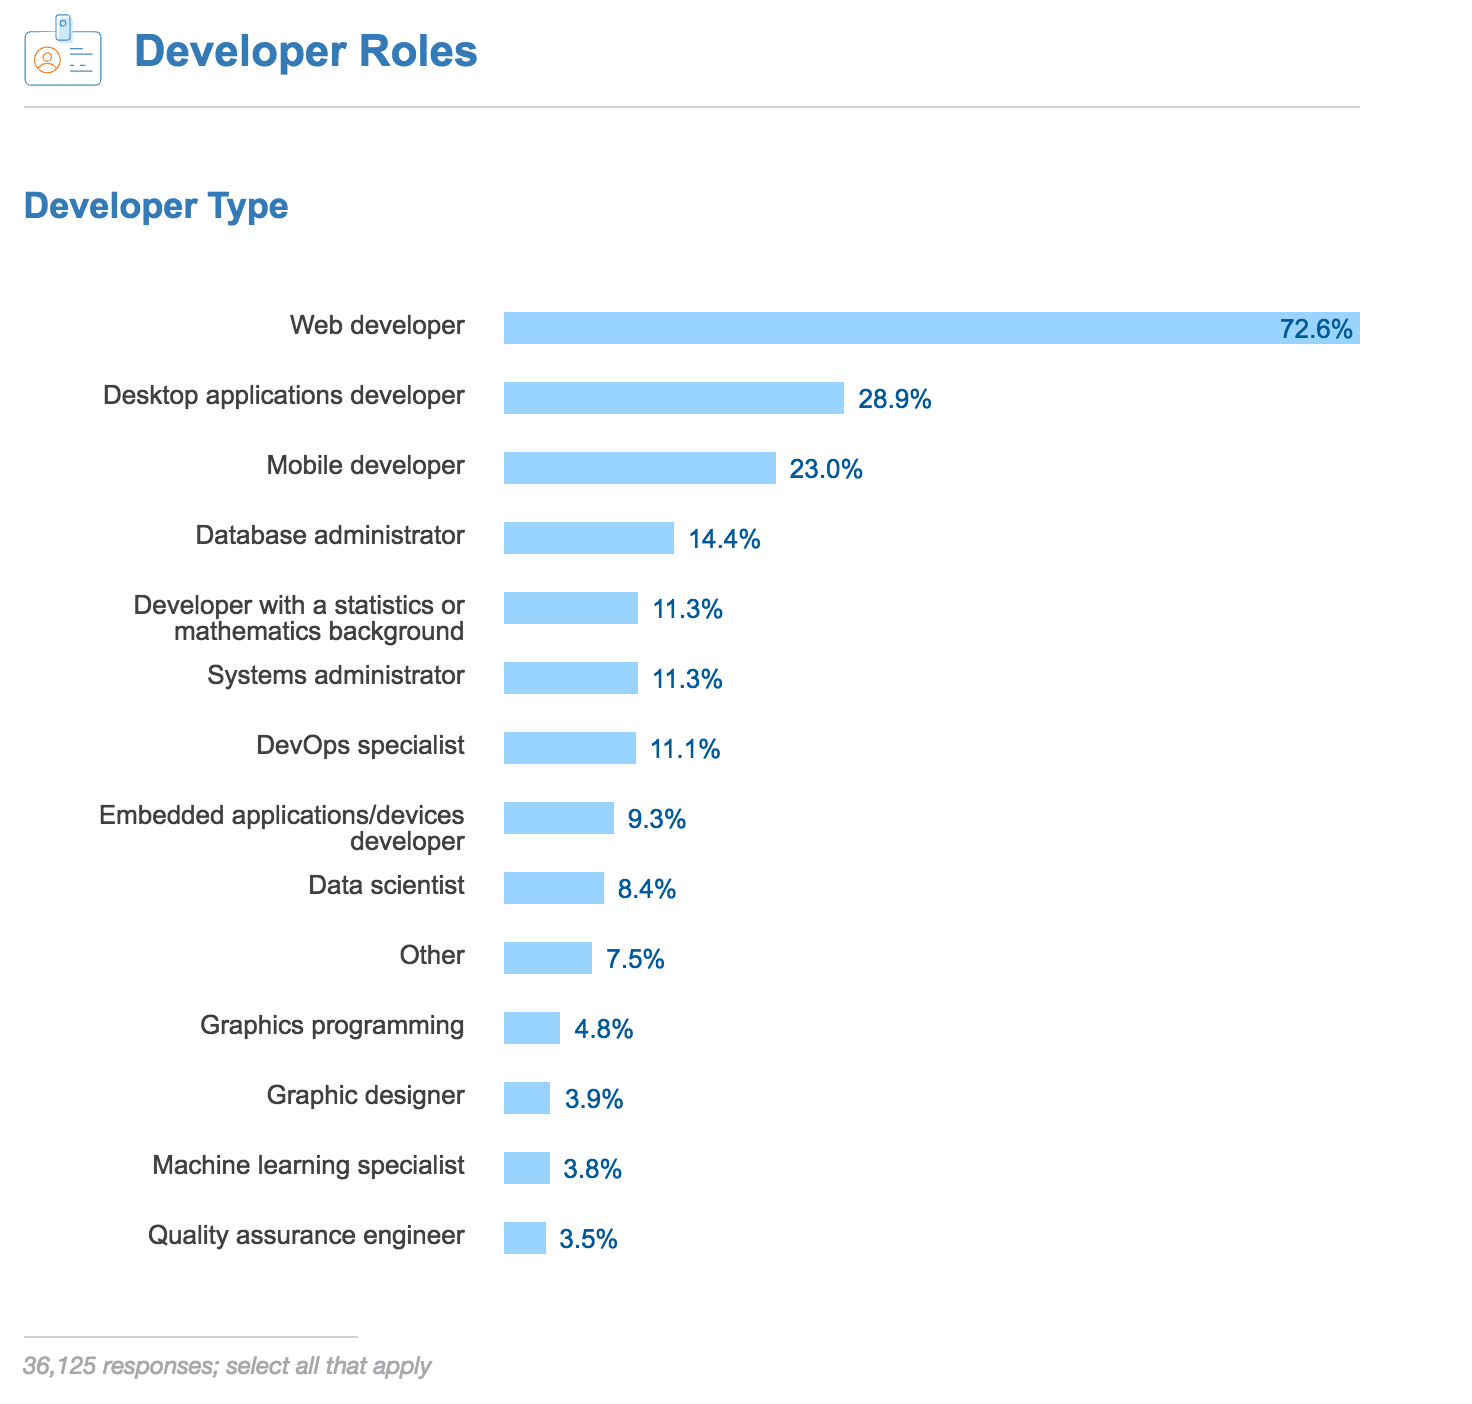 Developer Roles
Developer Type
Web developer
72.6%
Desktop applications developer
28.9%
Mobile developer
23.0%
Database administrator
14.4%
Developer with a statistics or
mathematics background
11.3%
Systems administrator
11.3%
DevOps specialist
11.1%
Embedded applications/devices
developer
9.3%
Data scientist
8.4%
Other
7.5%
Graphics programming
4.8%
Graphic designer
3.9%
Machine learning specialist
3.8%
Quality assurance engineer
3.5%
36,125 responses; select all that apply